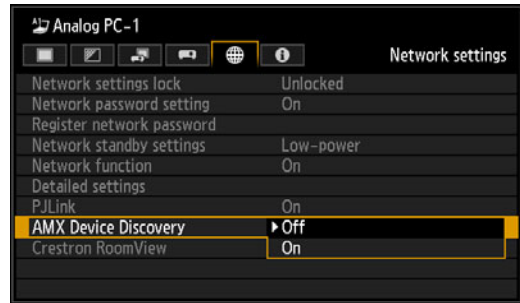 Analog PC-1
Network settings
Network settings lock Unlocked
Network password setting On
Register network password
Network standby settings Low-power
Network function On
Detailed settings
PJLink On
AMX Device Discovery Off
Crestron RoomView On